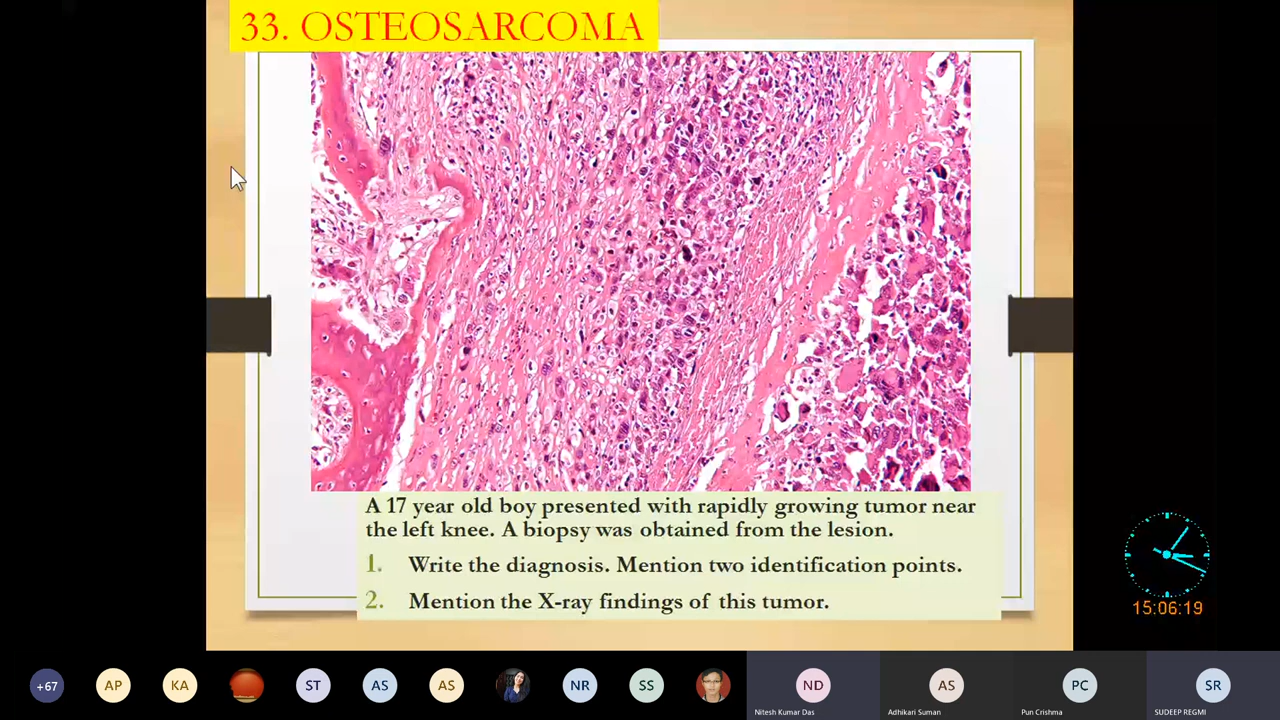 33. OSTEOSARCOMA
A 17 year old boy presented with rapidly growing tumor near
the left knee. A biopsy was obtained from the lesion.
1. Write the diagnosis. Mention two identification points.
2. Mention the X-ray findings of this tumor.
15:06:19
+67 AP KA ST AS AS NR SS ND AS PC SR
Nitesh Kumar Das Adhikari Suman Pun Crishma SUDEEP REGMI